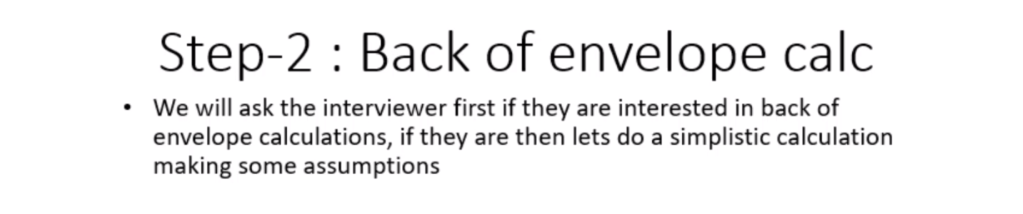 Step-2 : Back of envelope calc
• We will ask the interviewer first if they are interested in back of
envelope calculations, if they are then lets do a simplistic calculation
making some assumptions